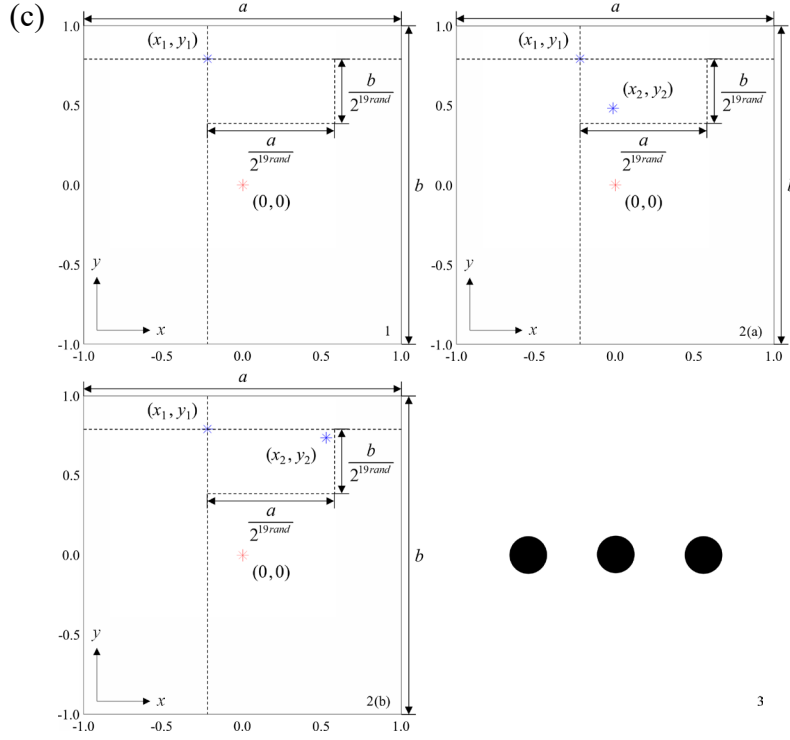 (c)
a
1.0
(x₁, y₁)
b
2^{19rand}
0.5
a
2^{19rand}
0.0
(0,0)
b
-0.5
y
x
1
-1.0
-1.0 -0.5 0.0 0.5 1.0
a
1.0
(x₁, y₁)
(x₂, y₂)
b
2^{19rand}
0.5
a
2^{19rand}
0.0
(0,0)
-0.5
y
x
2(a)
-1.0
-1.0 -0.5 0.0 0.5 1.0
a
1.0
(x₁, y₁)
(x₂, y₂)
b
2^{19rand}
0.5
a
2^{19rand}
0.0
(0,0)
b
-0.5
y
x
2(b)
-1.0
-1.0 -0.5 0.0 0.5 1.0
3